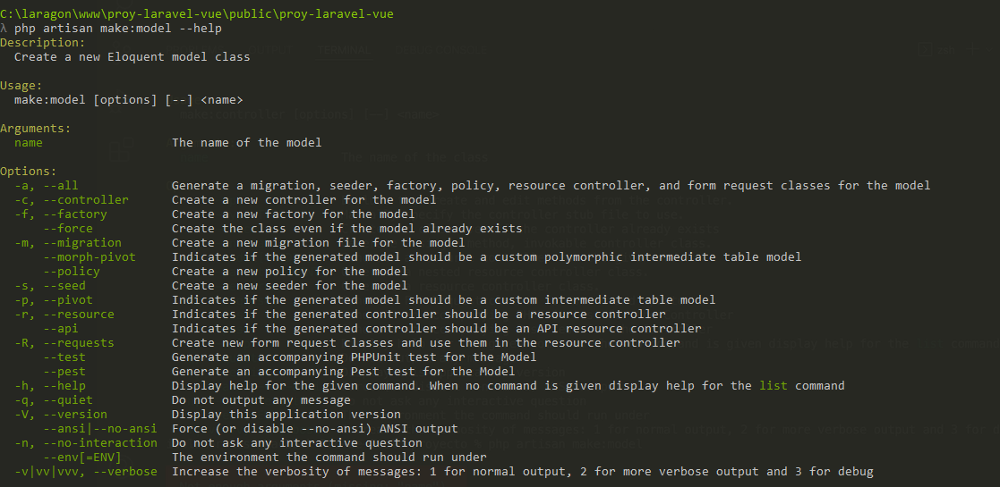 C:\laragon\www\proy-laravel-vue\public\proy-laravel-vue
λ php artisan make:model --help
Description:
  Create a new Eloquent model class

Usage:
  make:model [options] [--] <name>

Arguments:
  name                  The name of the model

Options:
  -a, --all             Generate a migration, seeder, factory, policy, resource controller, and form request classes for the model
  -c, --controller      Create a new controller for the model
  -f, --factory         Create a new factory for the model
      --force           Create the class even if the model already exists
  -m, --migration       Create a new migration file for the model
      --morph-pivot     Indicates if the generated model should be a custom polymorphic intermediate table model
      --policy          Create a new policy for the model
  -s, --seed            Create a new seeder for the model
  -p, --pivot           Indicates if the generated model should be a custom intermediate table model
  -r, --resource        Indicates if the generated controller should be a resource controller
      --api             Indicates if the generated controller should be an API resource controller
  -R, --requests        Create new form request classes and use them in the resource controller
      --test            Generate an accompanying PHPUnit test for the Model
      --pest            Generate an accompanying Pest test for the Model
  -h, --help            Display help for the given command. When no command is given display help for the list command
  -q, --quiet           Do not output any message
  -V, --version         Display this application version
      --ansi|--no-ansi  Force (or disable --no-ansi) ANSI output
  -n, --no-interaction  Do not ask any interactive question
      --env[=ENV]       The environment the command should run under
  -v|vv|vvv, --verbose  Increase the verbosity of messages: 1 for normal output, 2 for more verbose output and 3 for debug